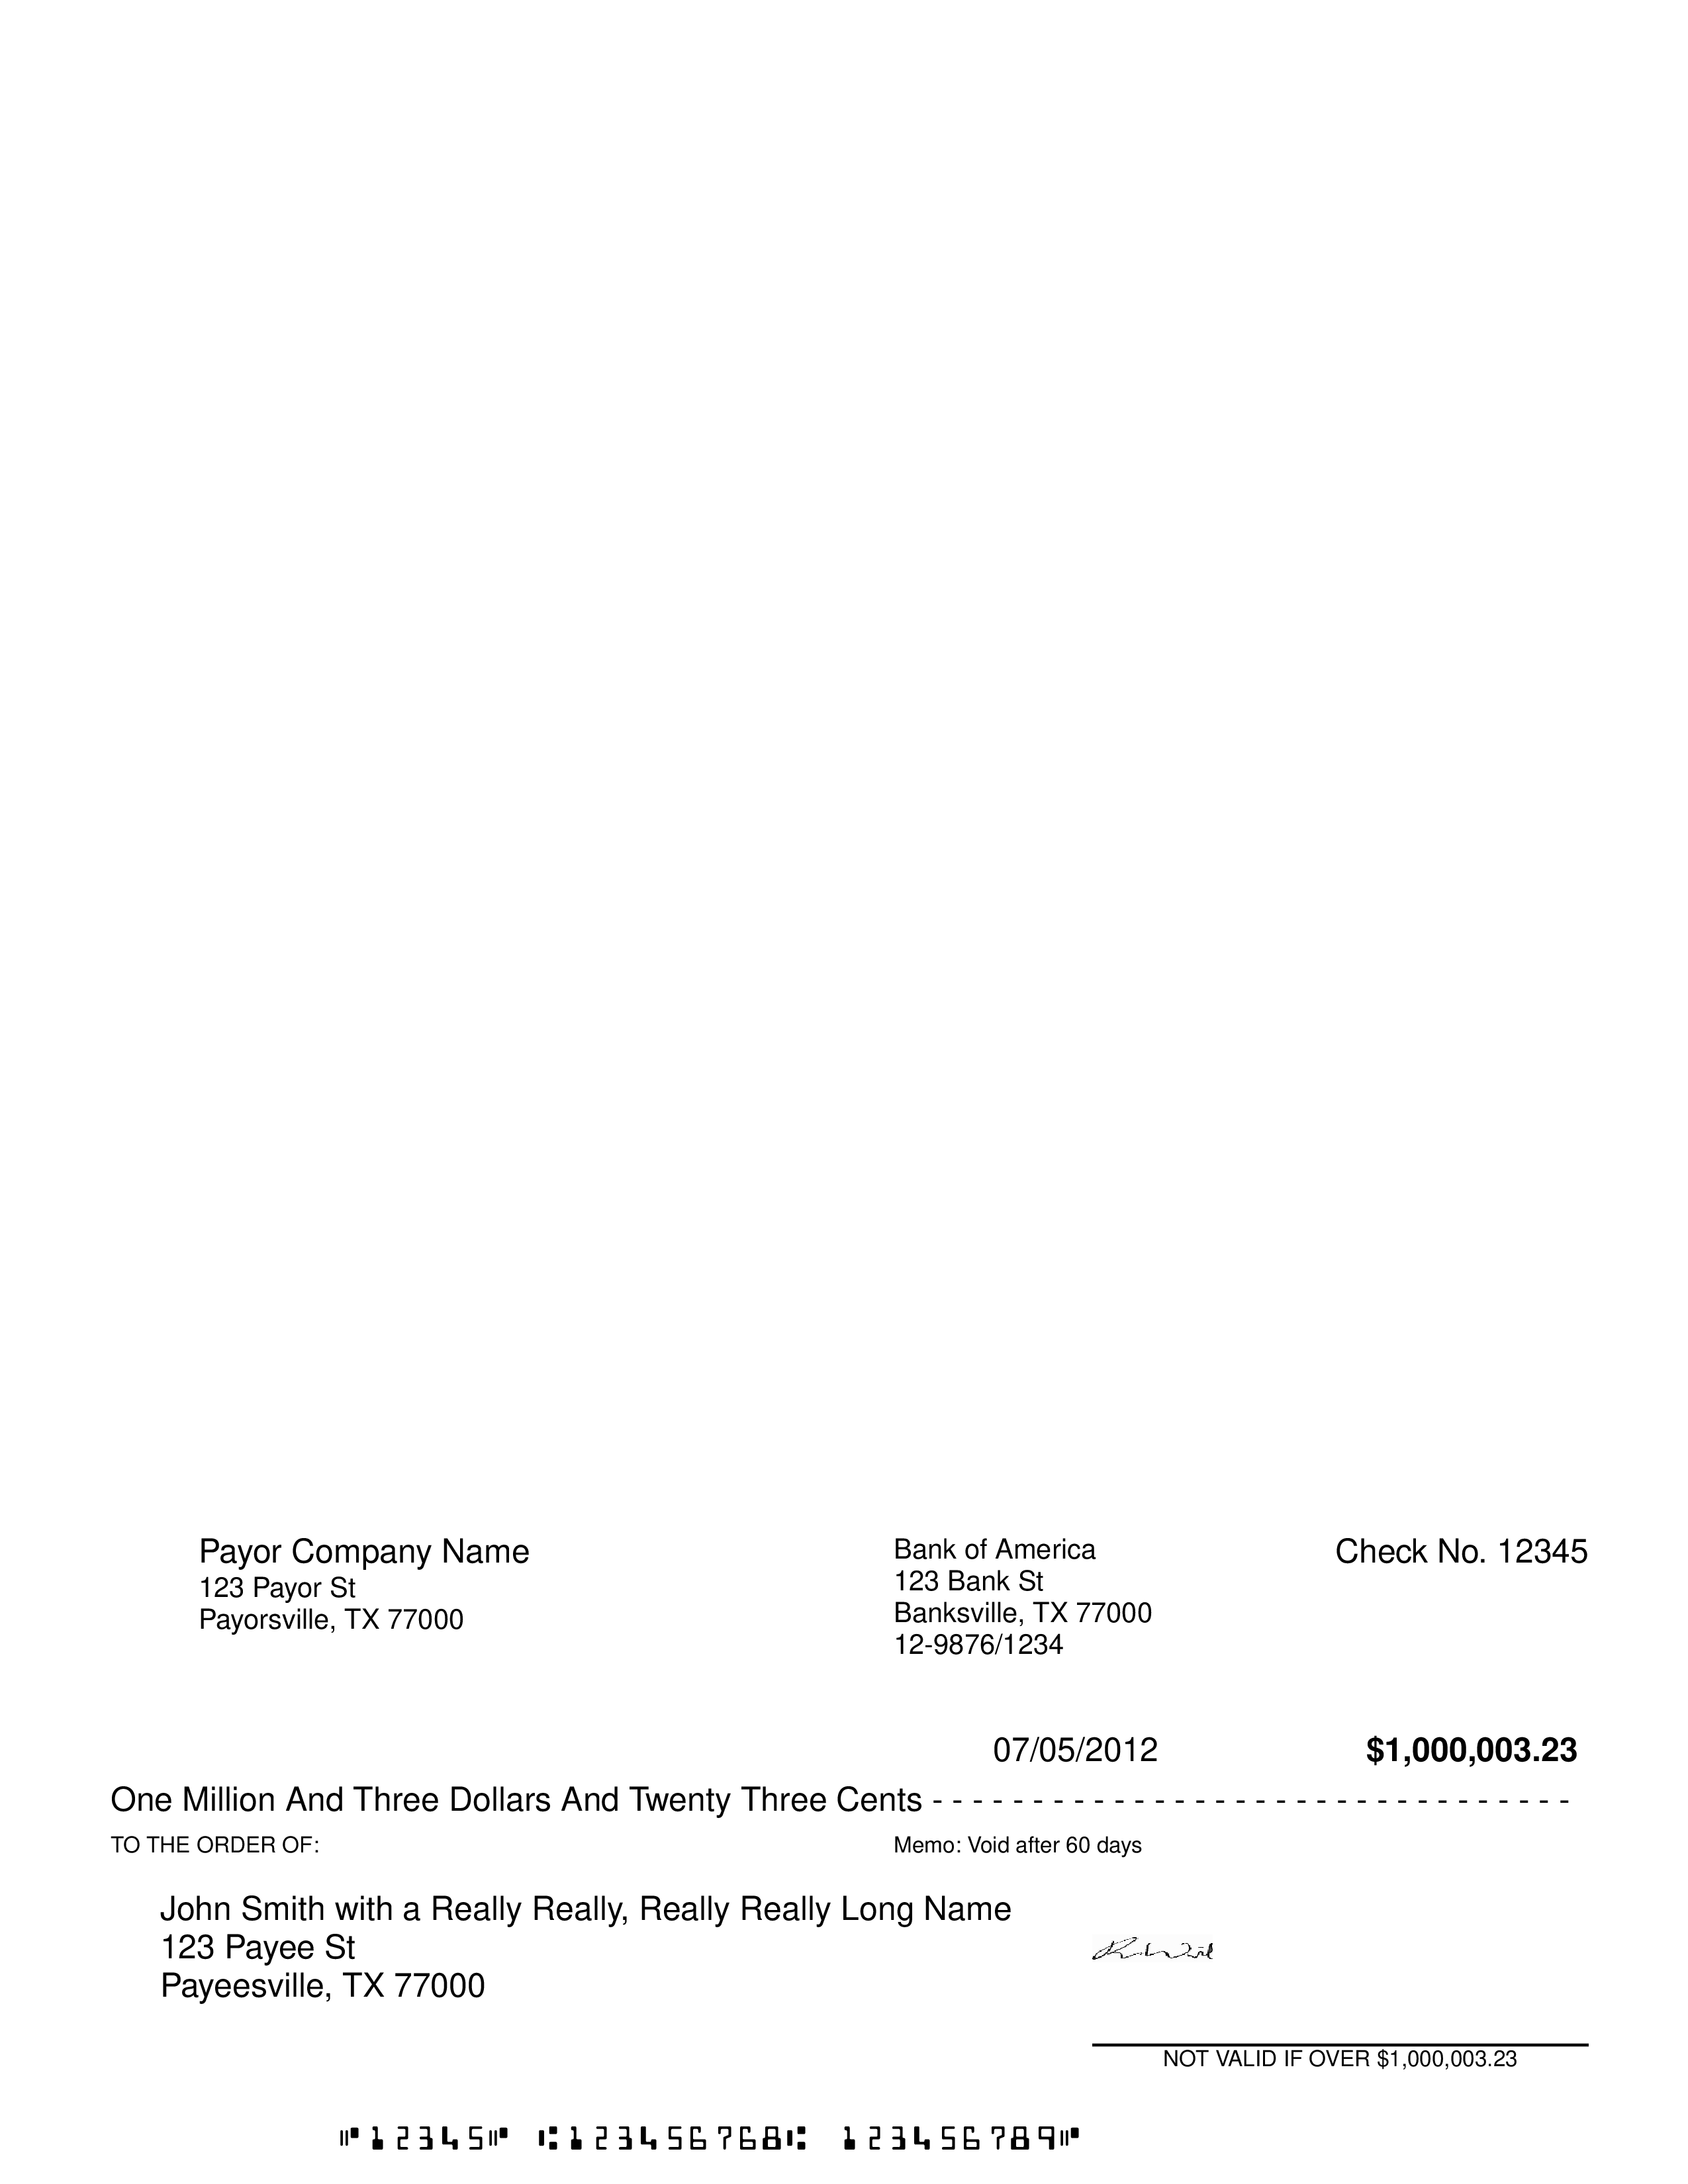 Payor Company Name
123 Payor St
Payorsville, TX 77000
Bank of America
123 Bank St
Banksville, TX 77000
12-9876/1234
Check No. 12345
07/05/2012
$1,000,003.23
One Million And Three Dollars And Twenty Three Cents - - - - - - - - - - - - - - - - - - - - - - - - - - - - - - - -
TO THE ORDER OF:
Memo: Void after 60 days
John Smith with a Really Really, Really Really Long Name
123 Payee St
Payeesville, TX 77000
NOT VALID IF OVER $1,000,003.23
⑈12345⑈ ⑆123456768⑆ 123456789⑈